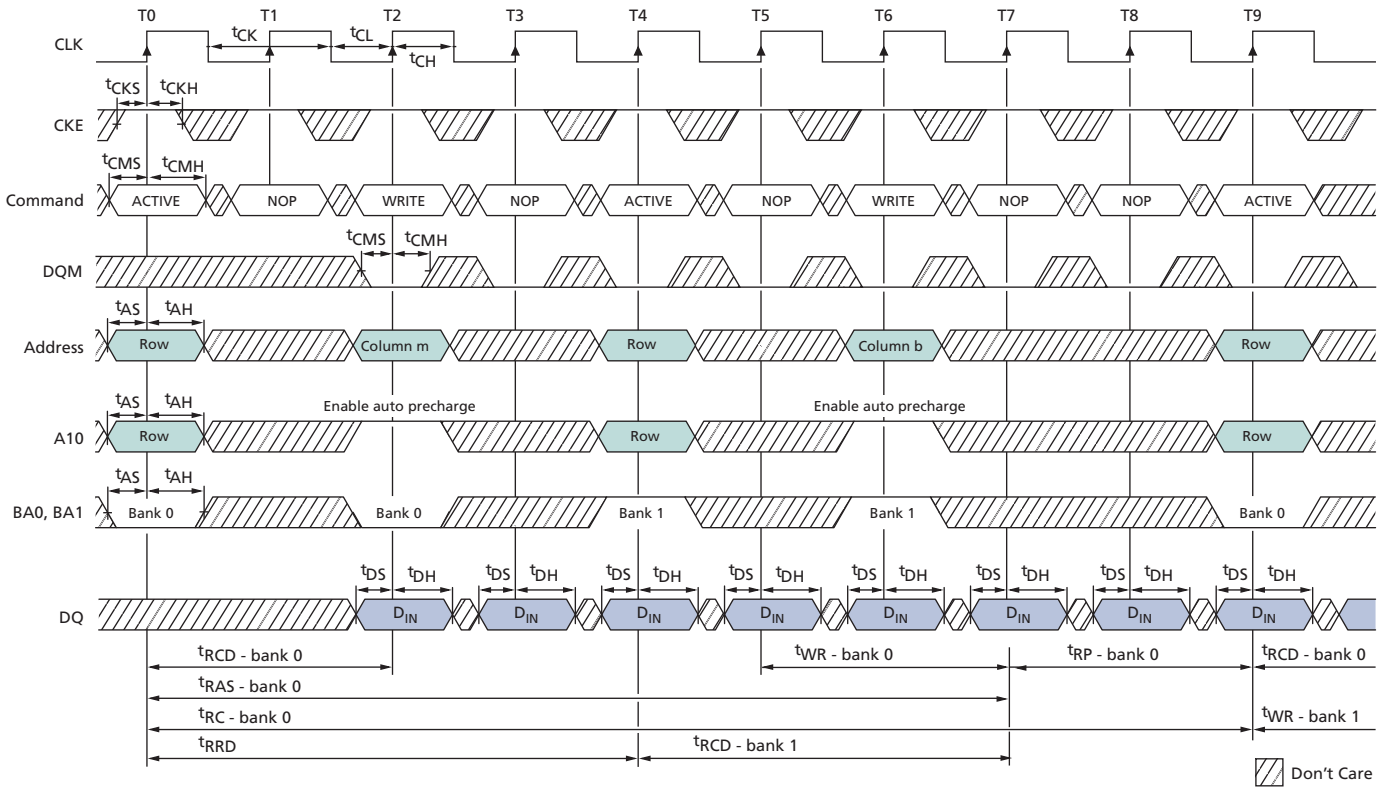 T0 T1 T2 T3 T4 T5 T6 T7 T8 T9
CLK tCK tCL tCH
tCKS tCKH
CKE
tCMS tCMH
Command ACTIVE NOP WRITE NOP ACTIVE NOP WRITE NOP NOP ACTIVE
tCMS tCMH
DQM
tAS tAH
Address Row Column m Row Column b Row
tAS tAH Enable auto precharge Enable auto precharge
A10 Row Row Row
tAS tAH
BA0, BA1 Bank 0 Bank 0 Bank 1 Bank 1 Bank 0
tDS tDH tDS tDH tDS tDH tDS tDH tDS tDH tDS tDH tDS tDH tDS tDH
DQ DIN DIN DIN DIN DIN DIN DIN DIN
tRCD - bank 0 tWR - bank 0 tRP - bank 0 tRCD - bank 0
tRAS - bank 0
tRC - bank 0 tWR - bank 1
tRRD tRCD - bank 1
Don't Care